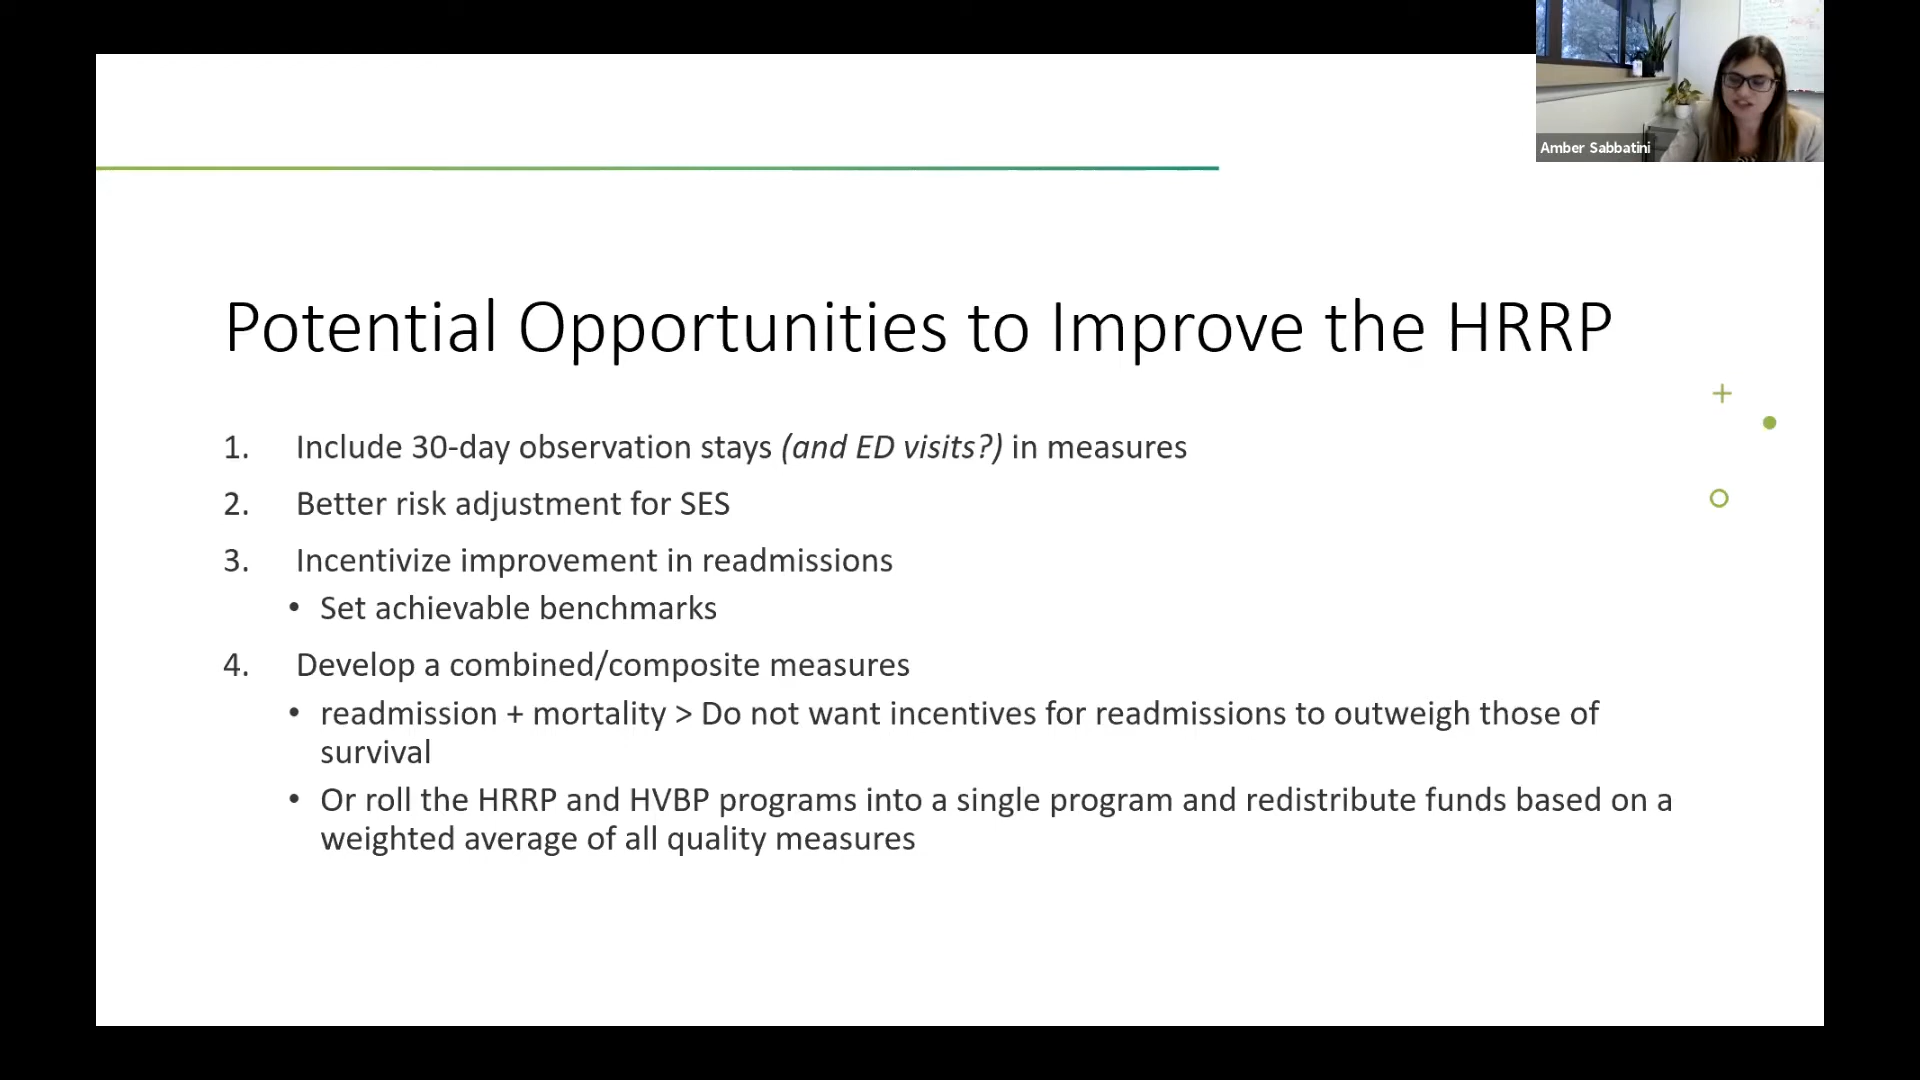 Amber Sabbatini
Potential Opportunities to Improve the HRRP
1. Include 30-day observation stays (and ED visits?) in measures
2. Better risk adjustment for SES
3. Incentivize improvement in readmissions
• Set achievable benchmarks
4. Develop a combined/composite measures
• readmission + mortality > Do not want incentives for readmissions to outweigh those of
survival
• Or roll the HRRP and HVBP programs into a single program and redistribute funds based on a
weighted average of all quality measures